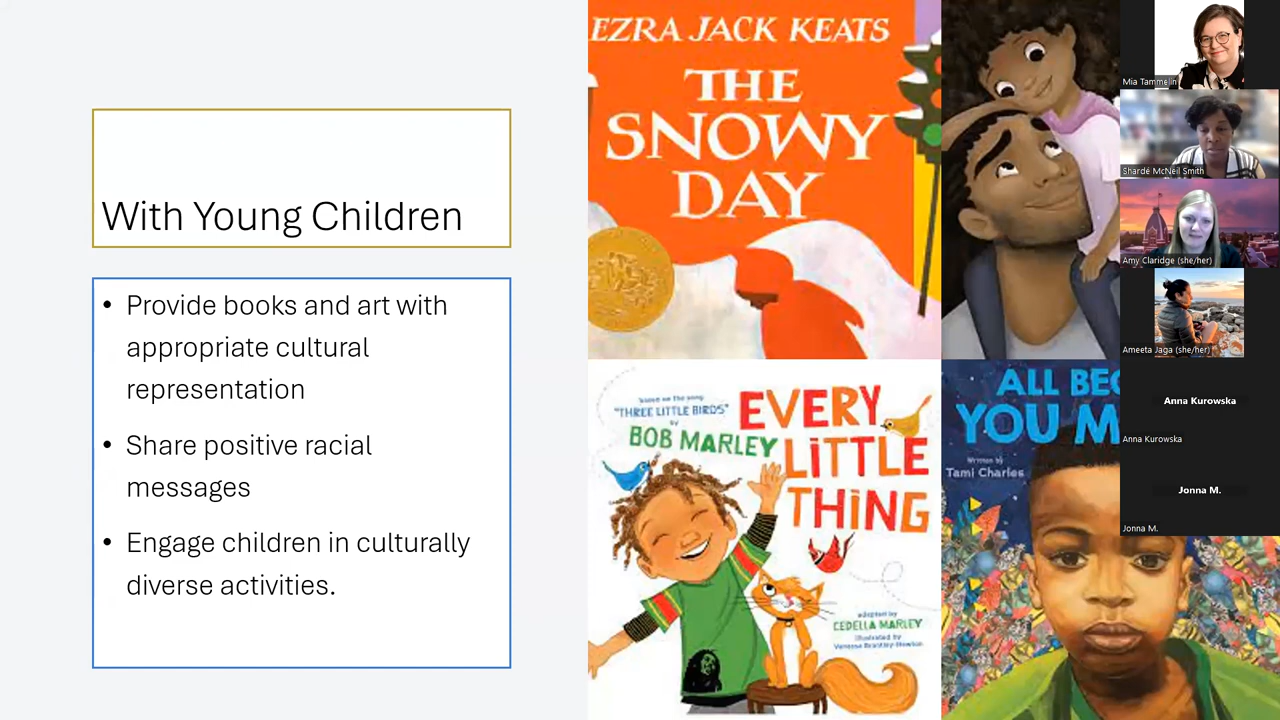 With Young Children
• Provide books and art with
appropriate cultural
representation
• Share positive racial
messages
• Engage children in culturally
diverse activities.
EZRA JACK KEATS
THE
SNOWY
DAY
based on the song
"THREE LITTLE BIRDS"
by
BOB MARLEY
EVERY
LITTLE
THING
adapted by
CEDELLA MARLEY
illustrated by
Vanessa Brantley-Newton
ALL BEC
YOU M
Written by
Tami Charles
Mia Tammelin
Shardé McNeil Smith
Amy Claridge (she/her)
Ameeta Jaga (she/her)
Anna Kurowska
Anna Kurowska
Jonna M.
Jonna M.